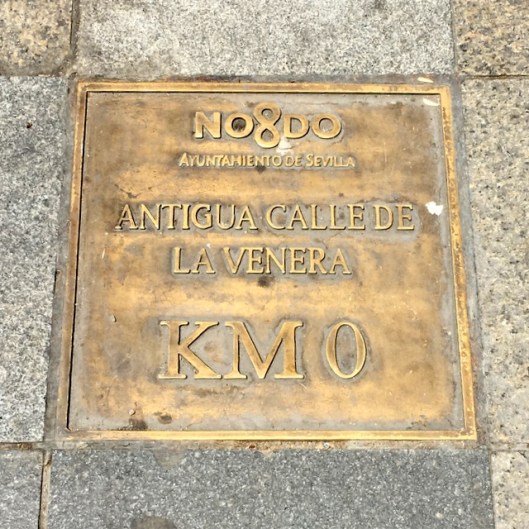 NO8DO
AYUNTAMIENTO DE SEVILLA
ANTIGUA CALLE DE
LA VENERA
KM 0